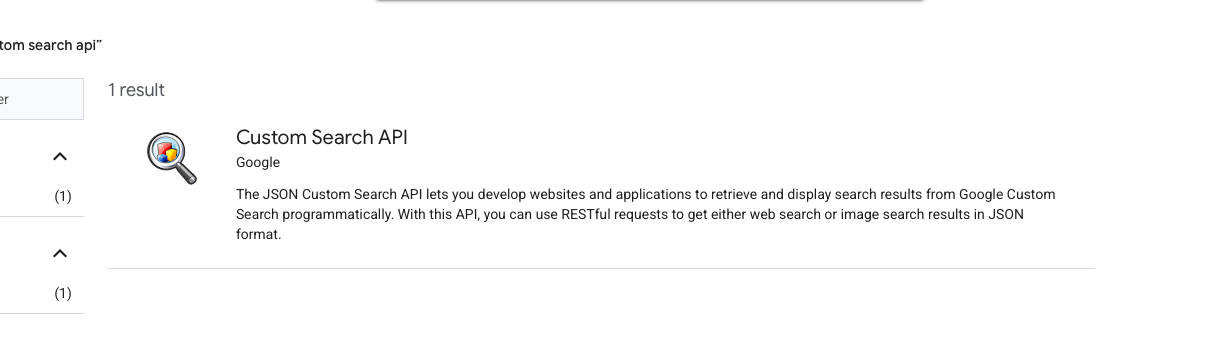 tom search api”
1 result
er
Custom Search API
Google
(1)
The JSON Custom Search API lets you develop websites and applications to retrieve and display search results from Google Custom
Search programmatically. With this API, you can use RESTful requests to get either web search or image search results in JSON
format.
(1)